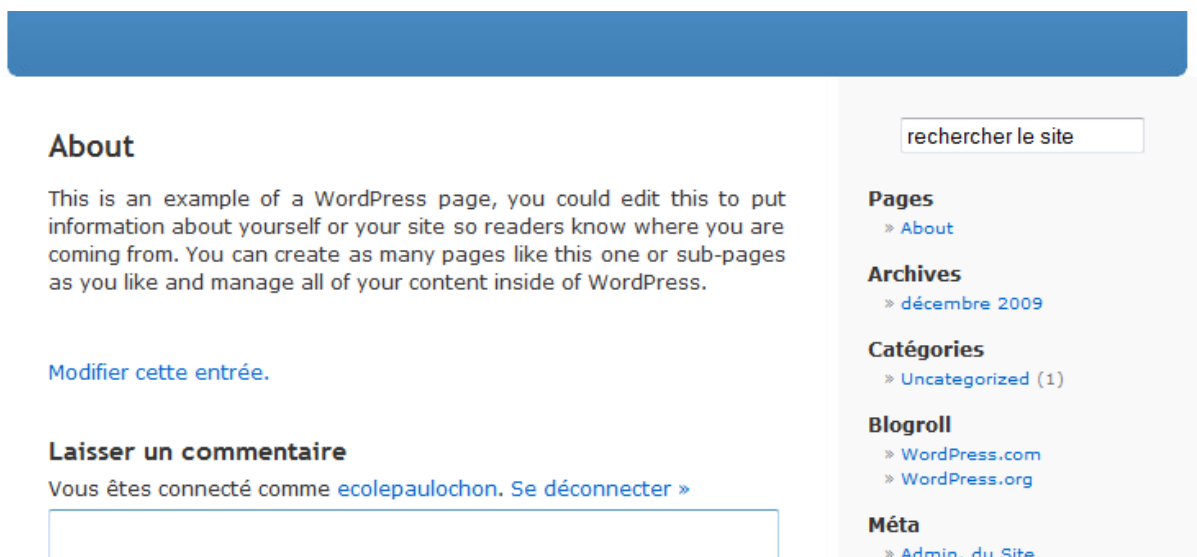 About
This is an example of a WordPress page, you could edit this to put
information about yourself or your site so readers know where you are
coming from. You can create as many pages like this one or sub-pages
as you like and manage all of your content inside of WordPress.
Modifier cette entrée.
Laisser un commentaire
Vous êtes connecté comme ecolepaulochon. Se déconnecter »
rechercher le site
Pages
» About
Archives
» décembre 2009
Catégories
» Uncategorized (1)
Blogroll
» WordPress.com
» WordPress.org
Méta
» Admin. du Site